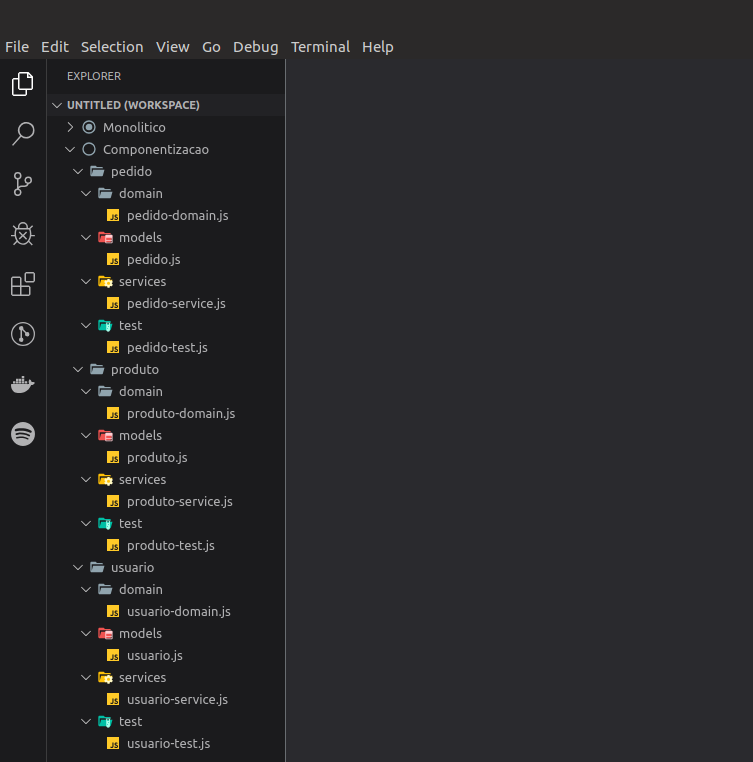 File Edit Selection View Go Debug Terminal Help
EXPLORER
UNTITLED (WORKSPACE)
Monolitico
Componentizacao
pedido
domain
JS pedido-domain.js
models
JS pedido.js
services
JS pedido-service.js
test
JS pedido-test.js
produto
domain
JS produto-domain.js
models
JS produto.js
services
JS produto-service.js
test
JS produto-test.js
usuario
domain
JS usuario-domain.js
models
JS usuario.js
services
JS usuario-service.js
test
JS usuario-test.js